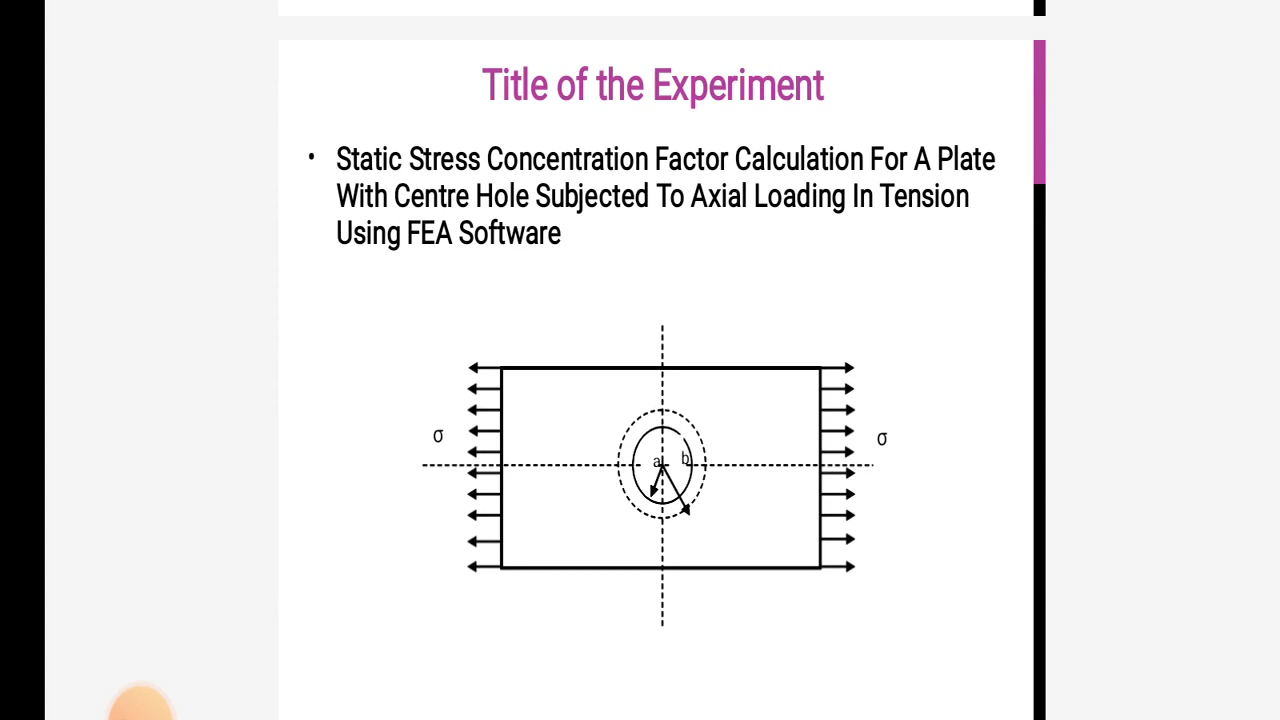 Title of the Experiment
• Static Stress Concentration Factor Calculation For A Plate
With Centre Hole Subjected To Axial Loading In Tension
Using FEA Software
σ σ
a b